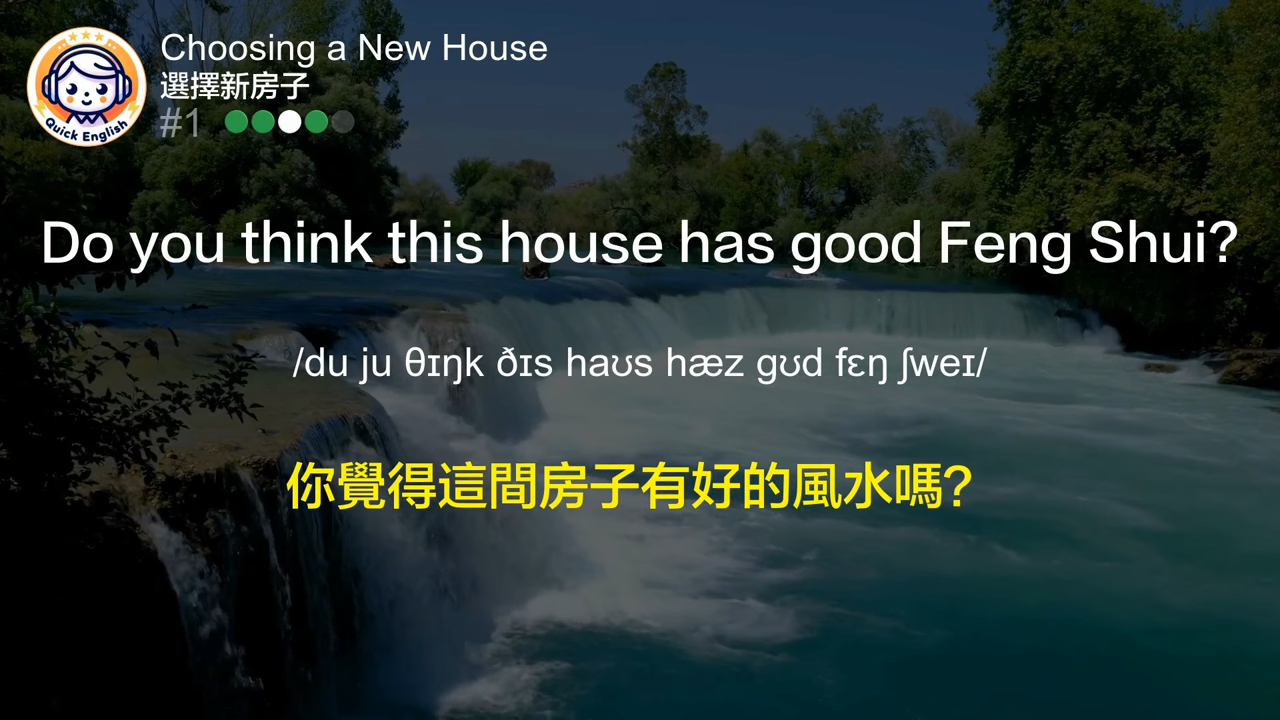 Choosing a New House
選擇新房子
#1
Quick English
Do you think this house has good Feng Shui?
/du ju θɪŋk ðɪs haʊs hæz gʊd fɛŋ ʃweɪ/
你覺得這間房子有好的風水嗎?